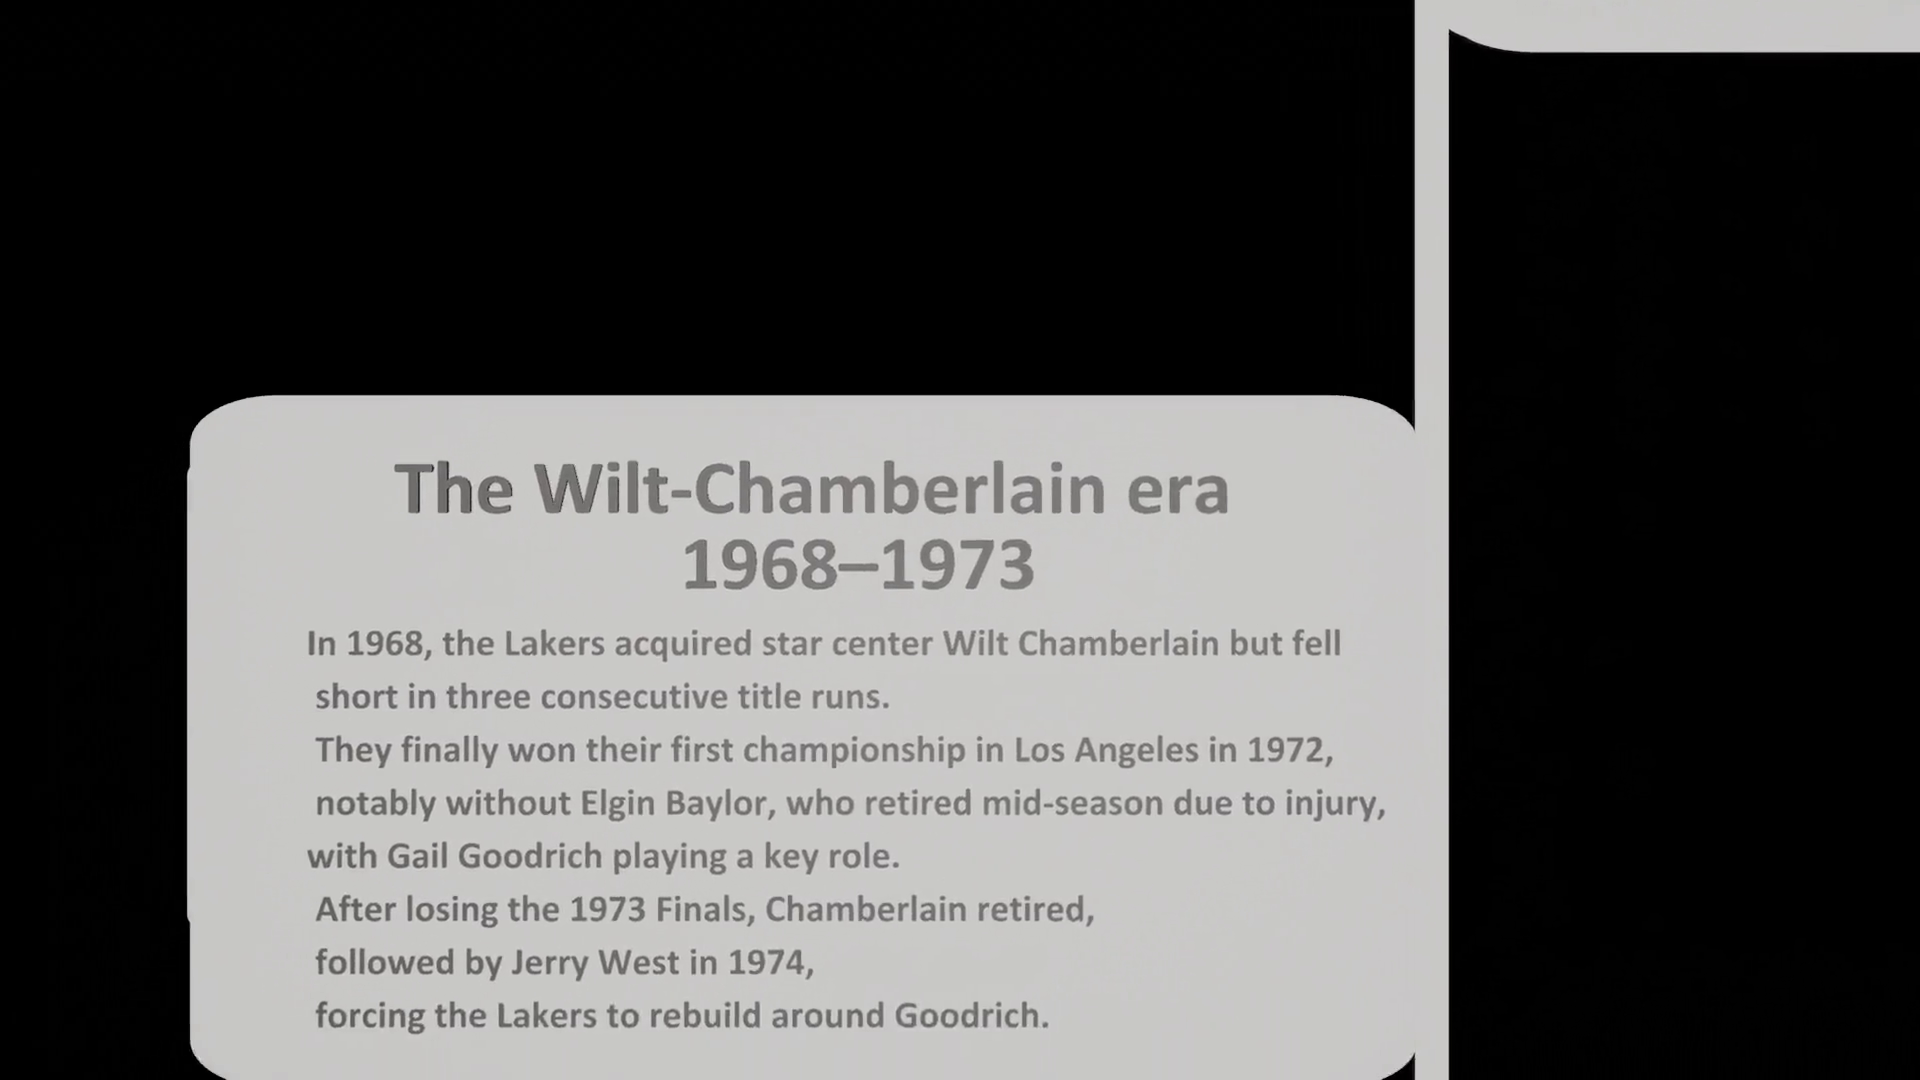 The Wilt-Chamberlain era
1968–1973
In 1968, the Lakers acquired star center Wilt Chamberlain but fell
short in three consecutive title runs.
They finally won their first championship in Los Angeles in 1972,
notably without Elgin Baylor, who retired mid-season due to injury,
with Gail Goodrich playing a key role.
After losing the 1973 Finals, Chamberlain retired,
followed by Jerry West in 1974,
forcing the Lakers to rebuild around Goodrich.